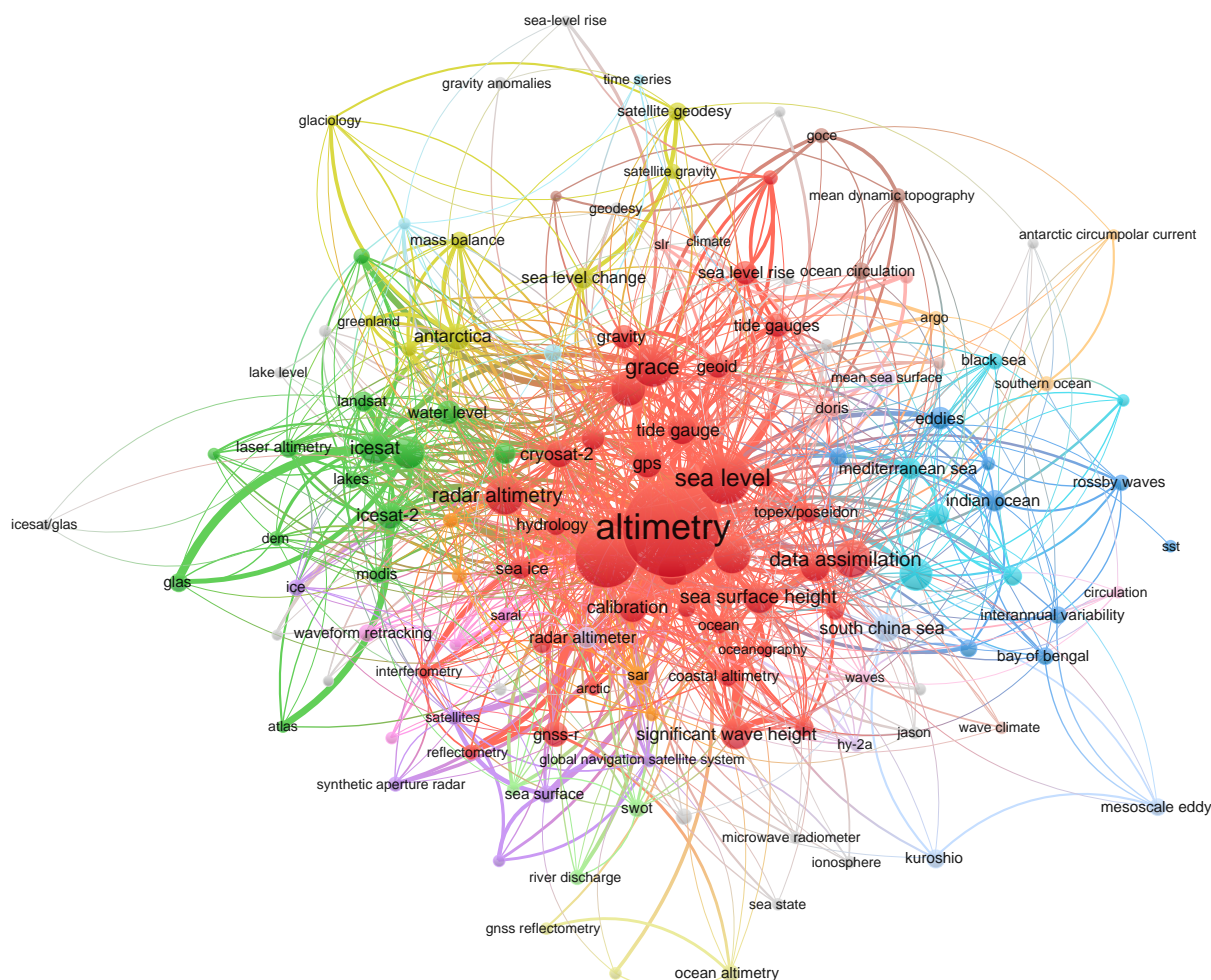 sea-level rise
gravity anomalies
time series
glaciology
satellite geodesy
goce
satellite gravity
mean dynamic topography
geodesy
antarctic circumpolar current
mass balance
slr
climate
sea level change
sea level rise
ocean circulation
greenland
antarctica
gravity
tide gauges
argo
black sea
lake level
grace
geoid
mean sea surface
southern ocean
landsat
water level
doris
eddies
laser altimetry
icesat
cryosat-2
tide gauge
gps
sea level
mediterranean sea
lakes
rossby waves
radar altimetry
indian ocean
icesat/glas
icesat-2
hydrology
altimetry
topex/poseidon
dem
sst
glas
modis
sea ice
data assimilation
ice
calibration
sea surface height
circulation
saral
interannual variability
waveform retracking
radar altimeter
ocean
south china sea
oceanography
bay of bengal
interferometry
sar
coastal altimetry
waves
arctic
atlas
satellites
gnss-r
significant wave height
jason
wave climate
reflectometry
global navigation satellite system
hy-2a
synthetic aperture radar
sea surface
swot
mesoscale eddy
microwave radiometer
kuroshio
ionosphere
river discharge
sea state
gnss reflectometry
ocean altimetry